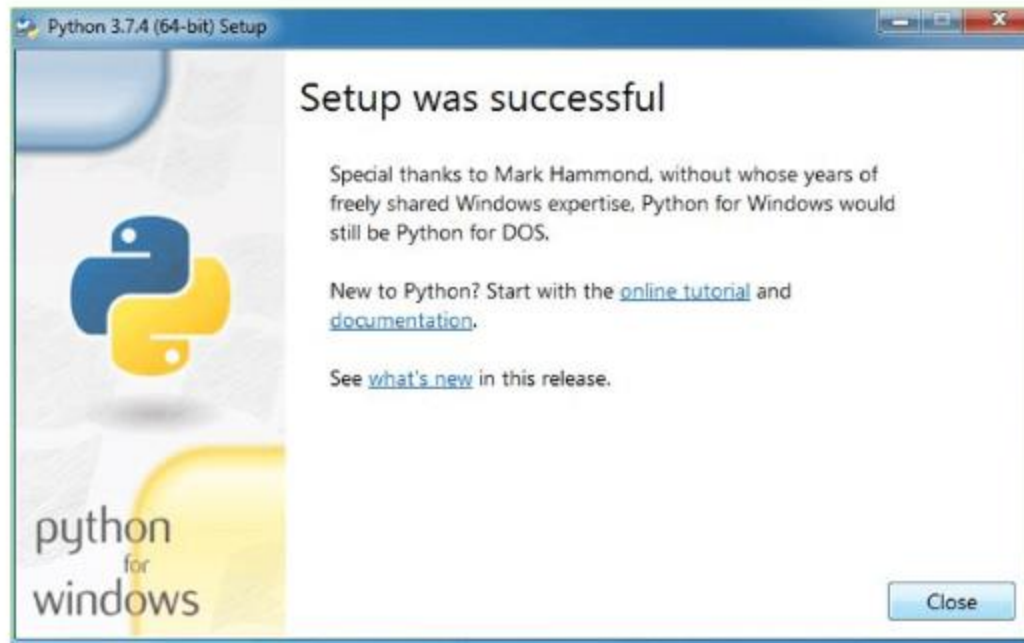 Python 3.7.4 (64-bit) Setup
Setup was successful
Special thanks to Mark Hammond, without whose years of
freely shared Windows expertise, Python for Windows would
still be Python for DOS.
New to Python? Start with the online tutorial and
documentation.
See what's new in this release.
python
for
windows
Close